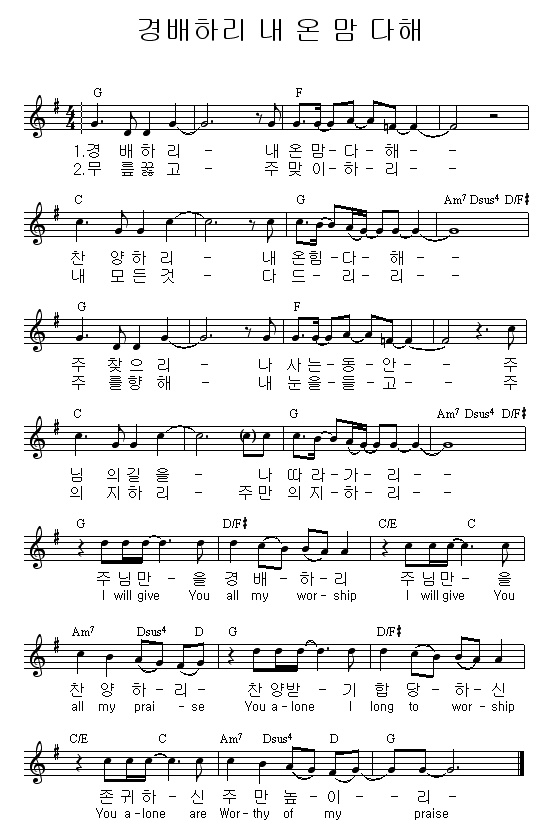 경배하리 내 온 맘 다해
G F
4/4
1.경 배 하 리 - 내 온 맘 - 다 - 해 -
2.무 릎 꿇 고 - 주 맞 이 - 하 - 리 -
C G Am7 Dsus4 D/F#
찬 양 하 리 - 내 온 힘 - 다 - 해 -
내 모 든 것 - 다 드 - 리 - 리 -
G F
주 찾 으 리 - 나 사 는 - 동 - 안 - 주
주 를 향 해 - 내 눈 을 - 들 - 고 - 주
C G Am7 Dsus4 D/F#
님 의 길 을 - 나 따 라 - 가 - 리 -
의 지 하 리 - 주 만 의 지 - 하 - 리 -
G D/F# C/E C
주 님 만 - 을 경 배 - 하 - 리 주 님 만 - 을
I will give You all my wor - ship I will give You
Am7 Dsus4 D G D/F#
찬 양 하 - 리 - 찬 양 받 - 기 합 당 - 하 - 신
all my prai - se You a - lone I long to wor - ship
C/E C Am7 Dsus4 D G
존 귀 하 - 신 주 만 높 - 이 - 리 -
You a - lone are Wor - thy of my praise